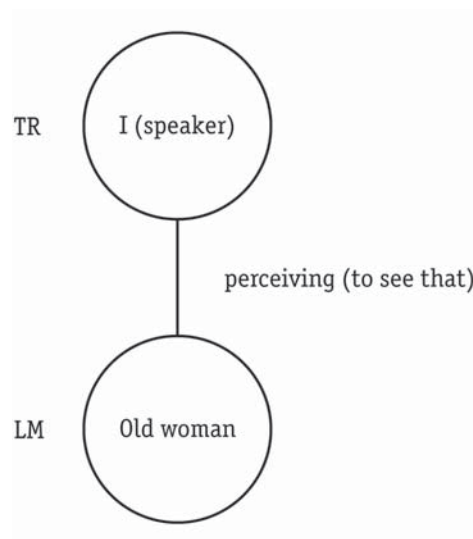 TR
I (speaker)
perceiving (to see that)
LM
Old woman